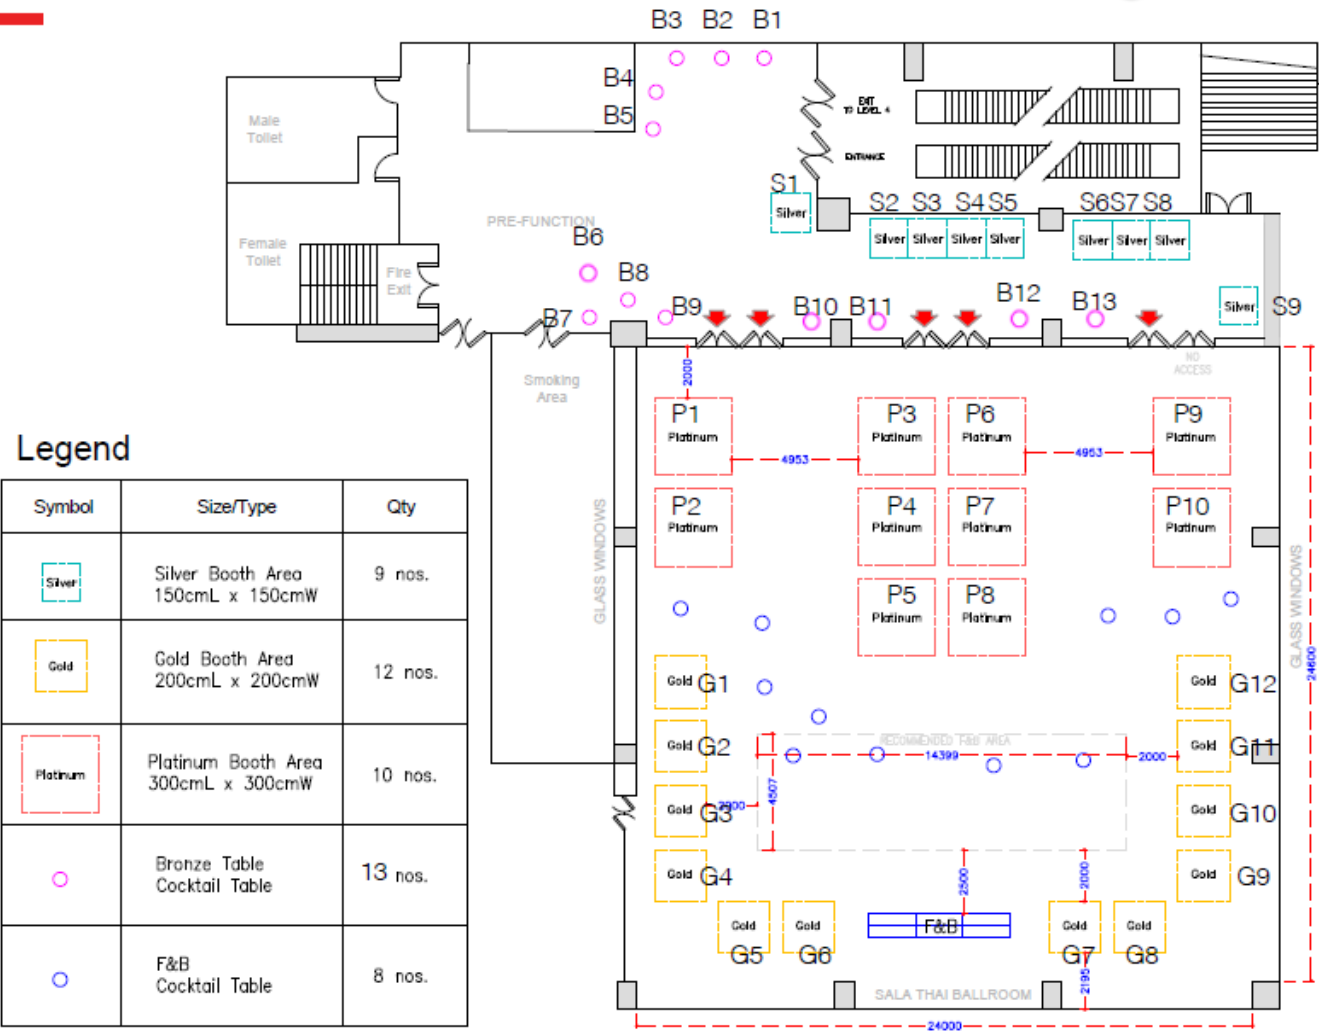 B3 B2 B1
B4
B5
EXIT
TO LEVEL 4
ENTRANCE
Male
Toilet
Female
Toilet
Fire
Exit
PRE-FUNCTION
S1
Silver
S2 S3 S4 S5
Silver Silver Silver Silver
S6 S7 S8
Silver Silver Silver
Silver S9
B6
B8
B7
B9
B10
B11
B12
B13
NO
ACCESS
Smoking
Area
2000
P1
Platinum
P3
Platinum
P6
Platinum
P9
Platinum
4953
4953
P2
Platinum
P4
Platinum
P7
Platinum
P10
Platinum
P5
Platinum
P8
Platinum
GLASS WINDOWS
GLASS WINDOWS
24600
Gold G1
Gold G12
Gold G2
Gold G11
RECOMMENDED F&B AREA
14399
2000
4507
Gold G3
Gold G10
Gold G4
Gold G9
2500
2000
Gold
G5
Gold
G6
F&B
Gold
G7
Gold
G8
2195
SALA THAI BALLROOM
24000
Legend
Symbol Size/Type Qty
Silver
Silver Booth Area
150cmL x 150cmW
9 nos.
Gold
Gold Booth Area
200cmL x 200cmW
12 nos.
Platinum
Platinum Booth Area
300cmL x 300cmW
10 nos.
Bronze Table
Cocktail Table
13 nos.
F&B
Cocktail Table
8 nos.